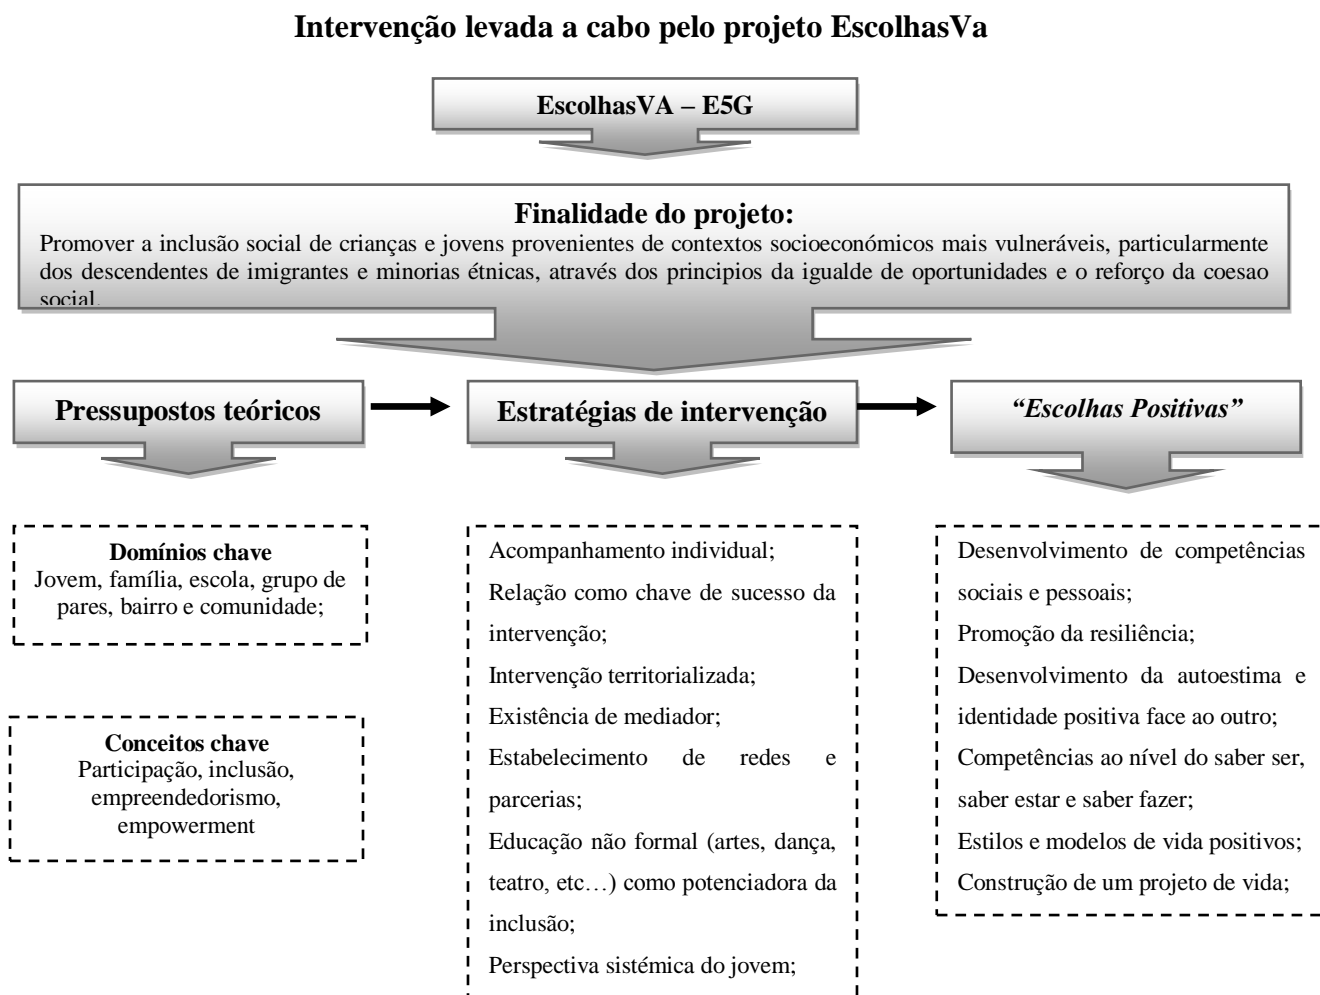 Intervenção levada a cabo pelo projeto EscolhasVa
EscolhasVA – E5G
Finalidade do projeto:
Promover a inclusão social de crianças e jovens provenientes de contextos socioeconómicos mais vulneráveis, particularmente
dos descendentes de imigrantes e minorias étnicas, através dos principios da igualde de oportunidades e o reforço da coesao
social.
Pressupostos teóricos
Estratégias de intervenção
“Escolhas Positivas”
Domínios chave
Jovem, família, escola, grupo de
pares, bairro e comunidade;
Conceitos chave
Participação, inclusão,
empreendedorismo,
empowerment
Acompanhamento individual;
Relação como chave de sucesso da
intervenção;
Intervenção territorializada;
Existência de mediador;
Estabelecimento de redes e
parcerias;
Educação não formal (artes, dança,
teatro, etc…) como potenciadora da
inclusão;
Perspectiva sistémica do jovem;
Desenvolvimento de competências
sociais e pessoais;
Promoção da resiliência;
Desenvolvimento da autoestima e
identidade positiva face ao outro;
Competências ao nível do saber ser,
saber estar e saber fazer;
Estilos e modelos de vida positivos;
Construção de um projeto de vida;